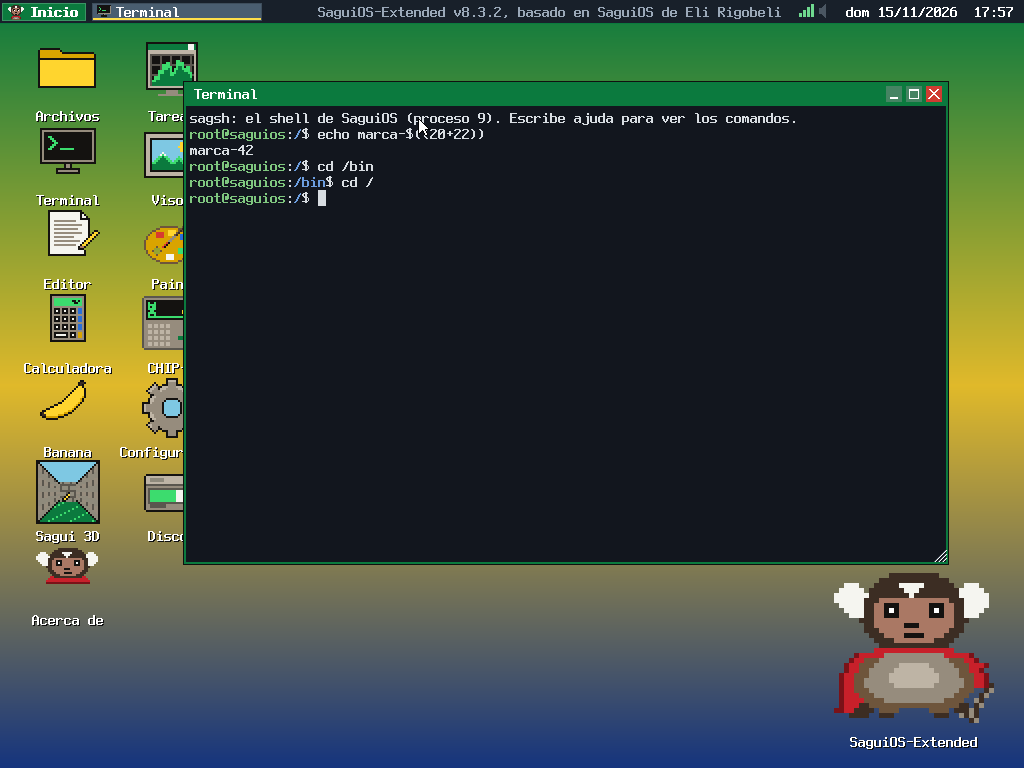 Inicio
Terminal
SaguiOS-Extended v8.3.2, basado en SaguiOS de Eli Rigobeli
dom 15/11/2026 17:57
Archivos
Terminal
Editor
Calculadora
Banana
Sagui 3D
Acerca de
Terminal
sagsh: el shell de SaguiOS (proceso 9). Escribe ajuda para ver los comandos.
root@saguios:/$ echo marca-$((20+22))
marca-42
root@saguios:/$ cd /bin
root@saguios:/bin$ cd /
root@saguios:/$
SaguiOS-Extended